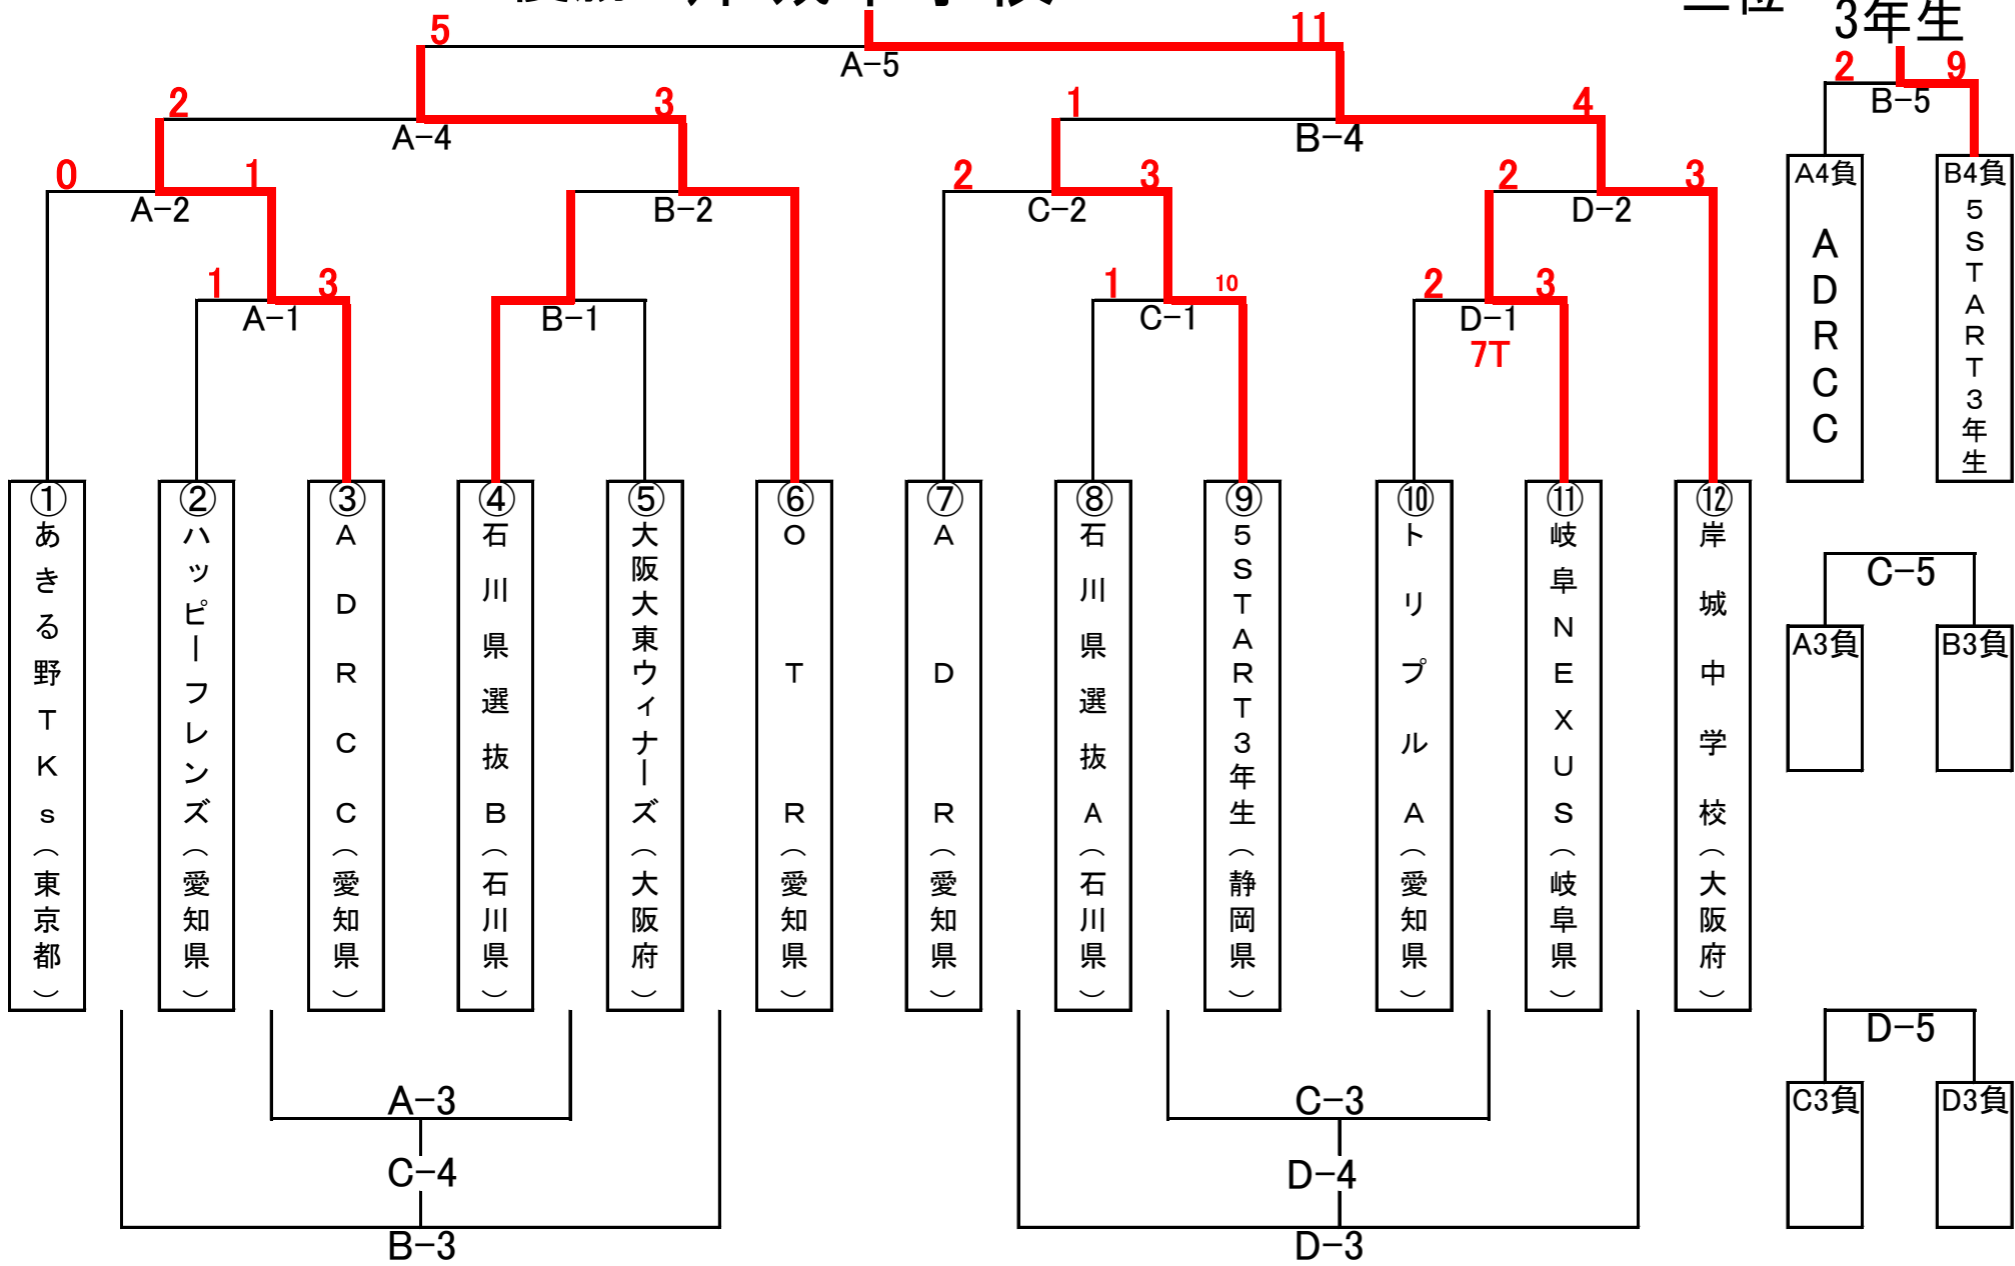 3年生
5 11 2 9
A-5 B-5
2 3 1 4
A-4 B-4
0 1 2 3 2 3
A-2 B-2 C-2 D-2
A4負 ADRCC
B4負 5START3年生
1 3 1 10 2 3
A-1 B-1 C-1 D-1
7T
①あきる野TKs(東京都)
②ハッピーフレンズ(愛知県)
③ADRCC(愛知県)
④石川県選抜B(石川県)
⑤大阪大東ウィナーズ(大阪府)
⑥OTR(愛知県)
⑦ADR(愛知県)
⑧石川県選抜A(石川県)
⑨5START3年生(静岡県)
⑩トリプルA(愛知県)
⑪岐阜NEXUS(岐阜県)
⑫岸城中学校(大阪府)
C-5
A3負 B3負
D-5
C3負 D3負
A-3 C-3
C-4 D-4
B-3 D-3